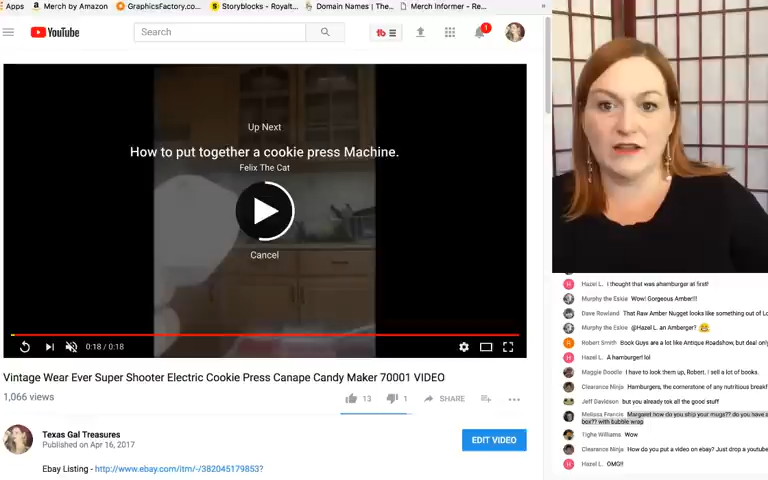 Apps
Merch by Amazon
GraphicsFactory.co...
Storyblocks - Royalt...
Domain Names | The...
Merch Informer - Re...
»
YouTube
Search
tb
1
Up Next
How to put together a cookie press Machine.
Felix The Cat
Cancel
0:18 / 0:18
Vintage Wear Ever Super Shooter Electric Cookie Press Canape Candy Maker 70001 VIDEO
1,066 views
13
1
SHARE
Texas Gal Treasures
Published on Apr 16, 2017
EDIT VIDEO
Ebay Listing - http://www.ebay.com/itm/-/382045179853?
Hazel L. I thought that was ahamburger at first!
Murphy the Eskie Wow! Gorgeous Amber!!!
Dave Rowland That Raw Amber Nugget looks like something out of
Murphy the Eskie @Hazel L. an Amberger? 😂
Robert Smith Book Guys are a lot like Antique Roadshow, but deal
Hazel L. A hamburger! lol
Maggie Doodle I have to look them up, Robert. I sell a lot of books.
Clearance Ninja Hamburgers, the cornerstone of any nutritious
Jeff Davidson but you already tok all the good stuff
Melissa Francis Margaret how do you ship your mugs?? do you have a
box?? with bubble wrap
Tighe Williams Wow
Clearance Ninja How do you put a video on ebay? Just drop a
Hazel L. OMG!!